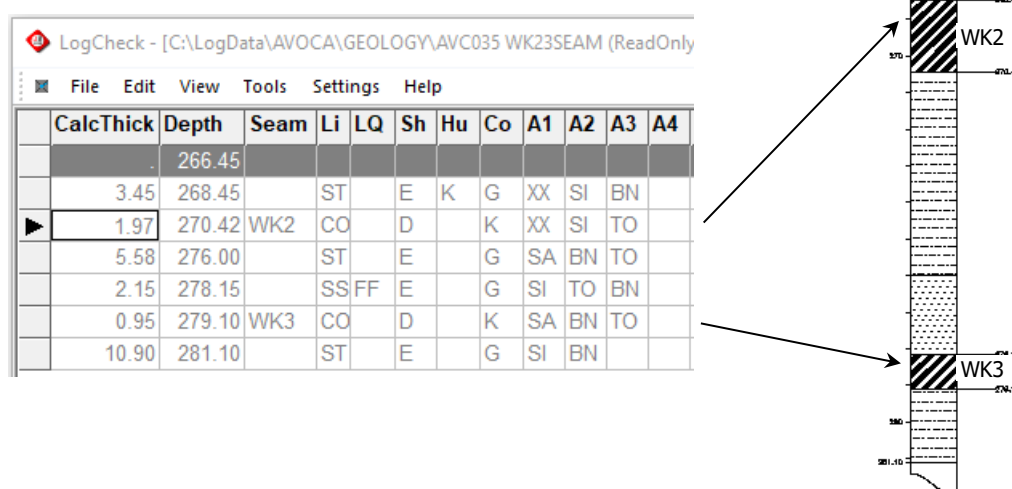 LogCheck - [C:\LogData\AVOCA\GEOLOGY\AVC035 WK23SEAM (ReadOnly
File Edit View Tools Settings Help
CalcThick Depth Seam Li LQ Sh Hu Co A1 A2 A3 A4
. 266.45
3.45 268.45 ST E K G XX SI BN
1.97 270.42 WK2 CO D K XX SI TO
5.58 276.00 ST E G SA BN TO
2.15 278.15 SS FF E G SI TO BN
0.95 279.10 WK3 CO D K SA BN TO
10.90 281.10 ST E G SI BN
WK2
270
WK3
280
281.10